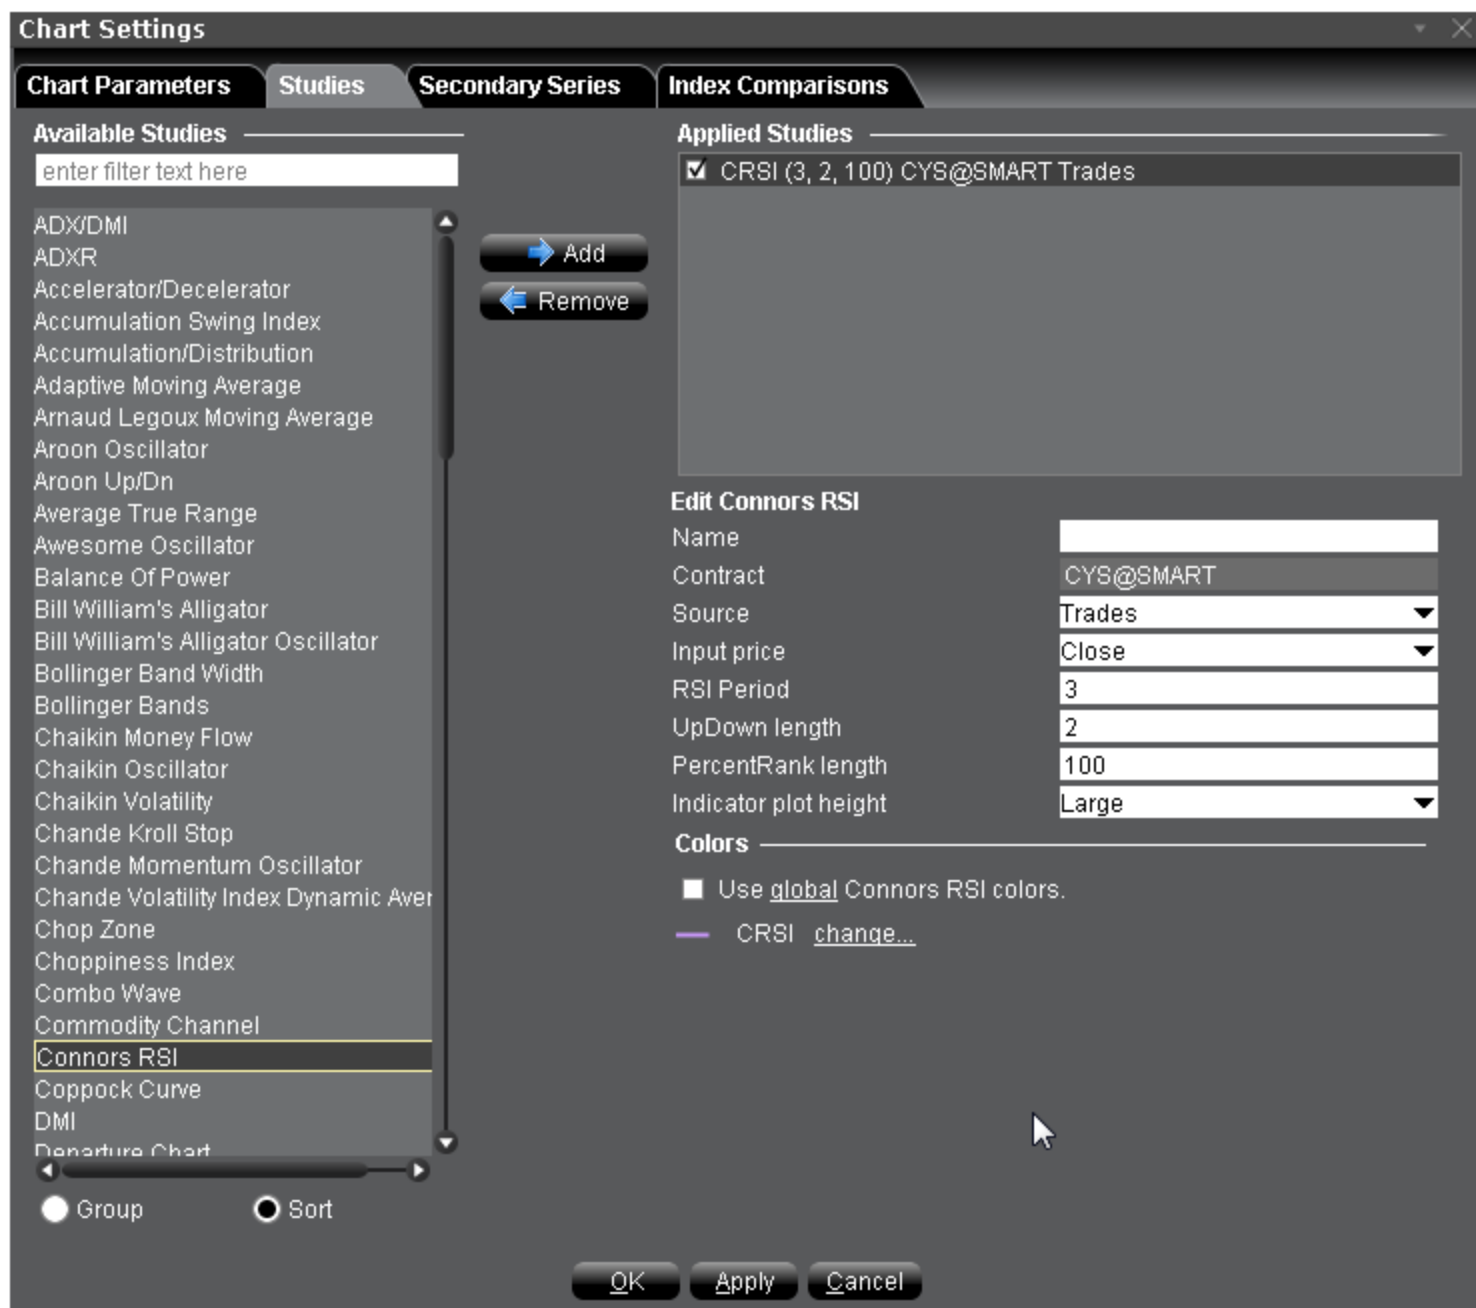 Chart Settings
Chart Parameters
Studies
Secondary Series
Index Comparisons
Available Studies
enter filter text here
ADX/DMI
ADXR
Accelerator/Decelerator
Accumulation Swing Index
Accumulation/Distribution
Adaptive Moving Average
Arnaud Legoux Moving Average
Aroon Oscillator
Aroon Up/Dn
Average True Range
Awesome Oscillator
Balance Of Power
Bill William's Alligator
Bill William's Alligator Oscillator
Bollinger Band Width
Bollinger Bands
Chaikin Money Flow
Chaikin Oscillator
Chaikin Volatility
Chande Kroll Stop
Chande Momentum Oscillator
Chande Volatility Index Dynamic Aver
Chop Zone
Choppiness Index
Combo Wave
Commodity Channel
Connors RSI
Coppock Curve
DMI
Departure Chart
Group
Sort
Add
Remove
Applied Studies
CRSI (3, 2, 100) CYS@SMART Trades
Edit Connors RSI
Name
Contract CYS@SMART
Source Trades
Input price Close
RSI Period 3
UpDown length 2
PercentRank length 100
Indicator plot height Large
Colors
Use global Connors RSI colors.
CRSI change...
OK
Apply
Cancel